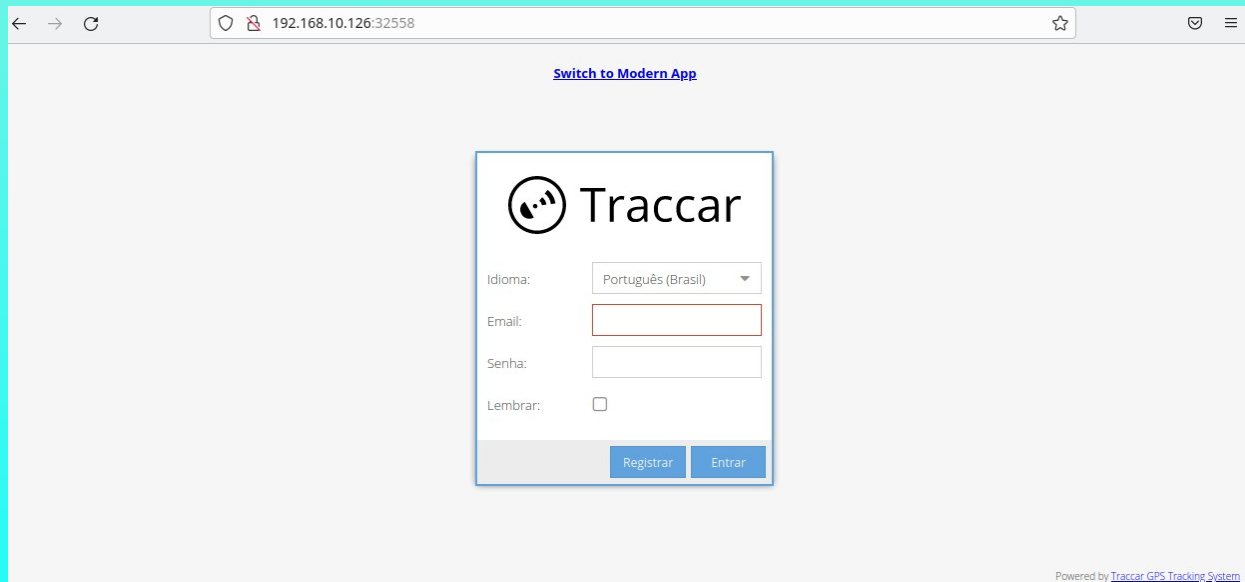 192.168.10.126:32558
Switch to Modern App
Traccar
Idioma: Português (Brasil)
Email:
Senha:
Lembrar:
Registrar Entrar
Powered by Traccar GPS Tracking System